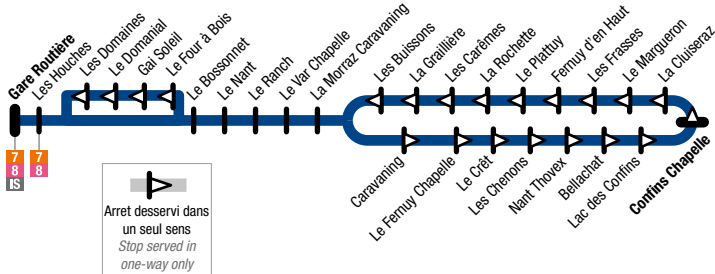 Gare Routière
Les Houches
Les Domaines
Le Domanial
Gai Soleil
Le Four à Bois
Le Bossonnet
Le Nant
Le Ranch
Le Var Chapelle
La Morraz Caravaning
Les Buissons
La Graillière
Les Carêmes
La Rochette
Le Plattuy
Fernuy d'en Haut
Les Frasses
Le Margueron
La Cluiseraz
Caravaning
Le Fernuy Chapelle
Le Crêt
Les Chenons
Nant Thovex
Bellachat
Lac des Confins
Confins Chapelle
7
8
IS
7
8
Arret desservi dans
un seul sens
Stop served in
one-way only